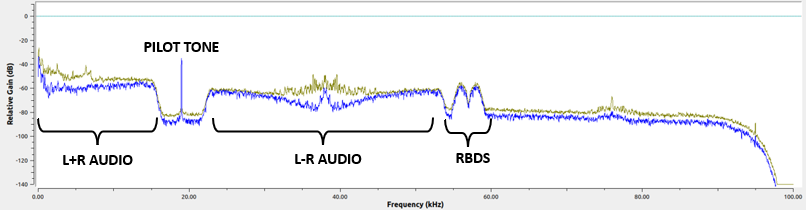 0
-20
-40
-60
-80
-100
-120
-140
Relative Gain (dB)
PILOT TONE
L+R AUDIO
L-R AUDIO
RBDS
0.00
20.00
40.00
60.00
80.00
100.00
Frequency (kHz)